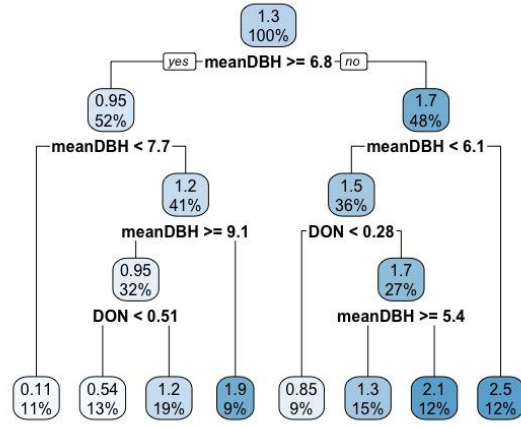 1.3
100%
yes meanDBH >= 6.8 no
0.95 1.7
52% 48%
meanDBH < 7.7 meanDBH < 6.1
1.2 1.5
41% 36%
meanDBH >= 9.1 DON < 0.28
0.95 1.7
32% 27%
DON < 0.51 meanDBH >= 5.4
0.11 0.54 1.2 1.9 0.85 1.3 2.1 2.5
11% 13% 19% 9% 9% 15% 12% 12%